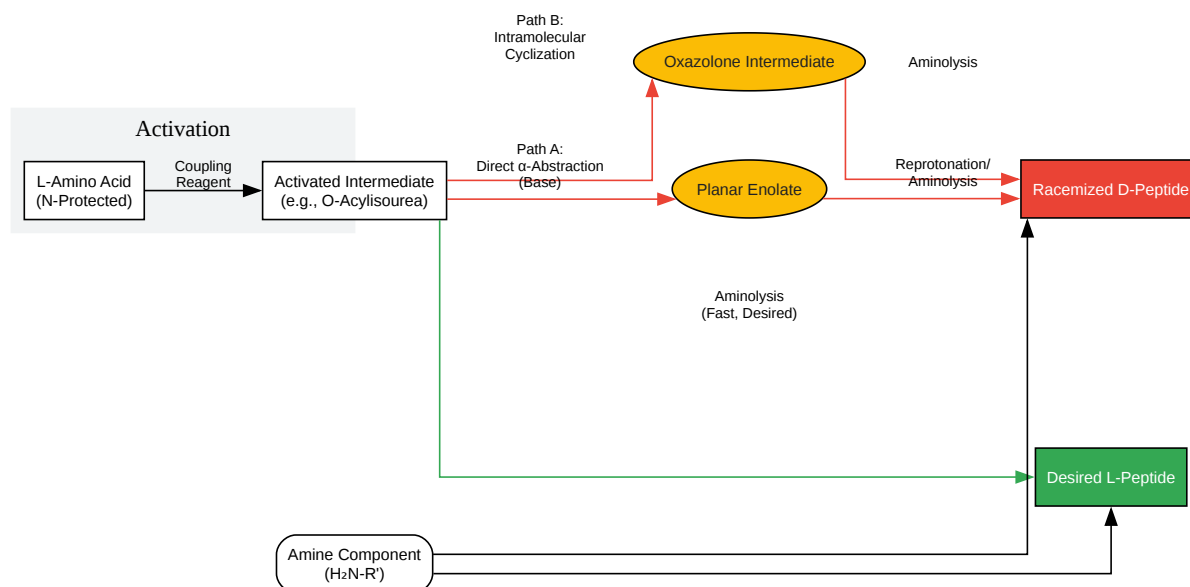 Path B:
Intramolecular
Cyclization
Oxazolone Intermediate
Aminolysis
Activation
L-Amino Acid
(N-Protected)
Coupling
Reagent
Activated Intermediate
(e.g., O-Acylisourea)
Path A:
Direct α-Abstraction
(Base)
Planar Enolate
Reprotonation/
Aminolysis
Racemized D-Peptide
Aminolysis
(Fast, Desired)
Desired L-Peptide
Amine Component
(H₂N-R')